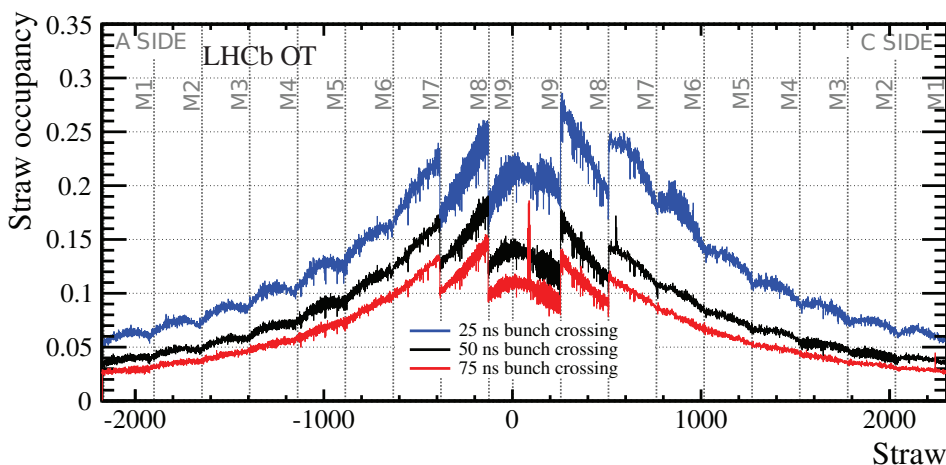 A SIDE
C SIDE
LHCb OT
M1 M2 M3 M4 M5 M6 M7 M8 M9 M9 M8 M7 M6 M5 M4 M3 M2 M1
Straw occupancy
0.35
0.3
0.25
0.2
0.15
0.1
0.05
0
25 ns bunch crossing
50 ns bunch crossing
75 ns bunch crossing
-2000 -1000 0 1000 2000
Straw